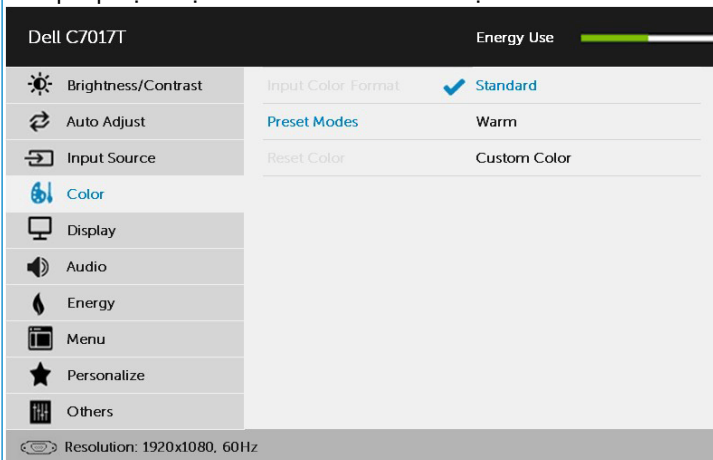 Dell C7017T
Energy Use
Brightness/Contrast
Input Color Format
Standard
Auto Adjust
Preset Modes
Warm
Input Source
Reset Color
Custom Color
Color
Display
Audio
Energy
Menu
Personalize
Others
Resolution: 1920x1080, 60Hz